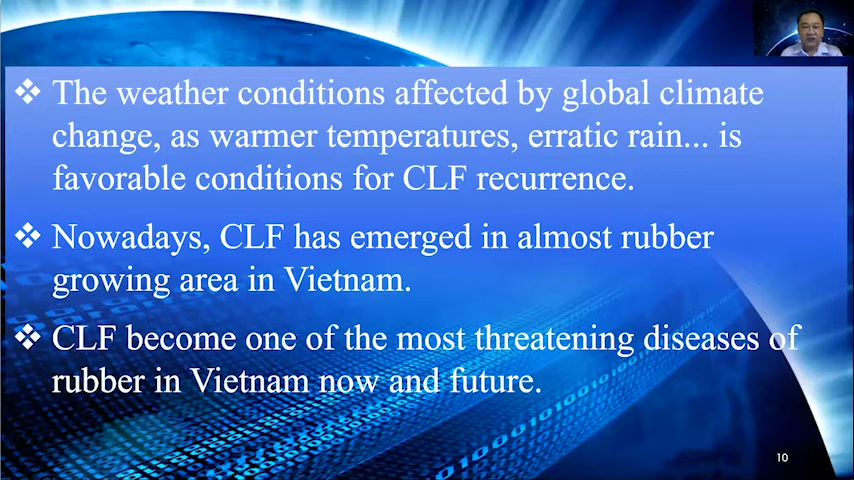 ❖ The weather conditions affected by global climate
change, as warmer temperatures, erratic rain... is
favorable conditions for CLF recurrence.
❖ Nowadays, CLF has emerged in almost rubber
growing area in Vietnam.
❖ CLF become one of the most threatening diseases of
rubber in Vietnam now and future.
10